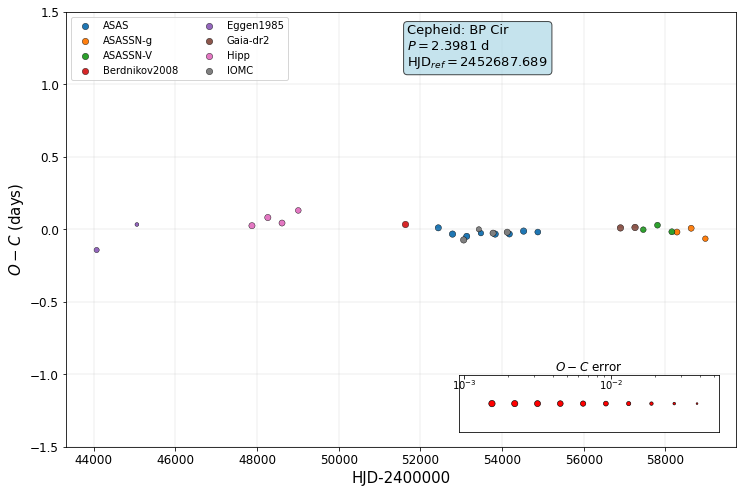 ASAS
ASASSN-g
ASASSN-V
Berdnikov2008
Eggen1985
Gaia-dr2
Hipp
IOMC
Cepheid: BP Cir
P = 2.3981 d
HJD_ref = 2452687.689
1.5
1.0
0.5
0.0
−0.5
−1.0
−1.5
O − C (days)
O − C error
10^−3
10^−2
44000 46000 48000 50000 52000 54000 56000 58000
HJD-2400000